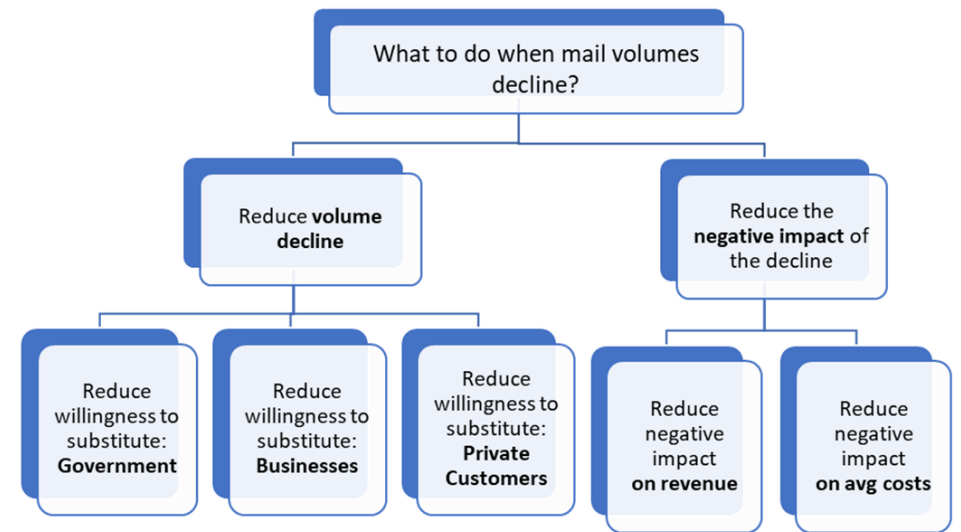 What to do when mail volumes
decline?
Reduce volume
decline
Reduce the
negative impact of
the decline
Reduce
willingness to
substitute:
Government
Reduce
willingness to
substitute:
Businesses
Reduce
willingness to
substitute:
Private
Customers
Reduce
negative
impact
on revenue
Reduce
negative
impact
on avg costs